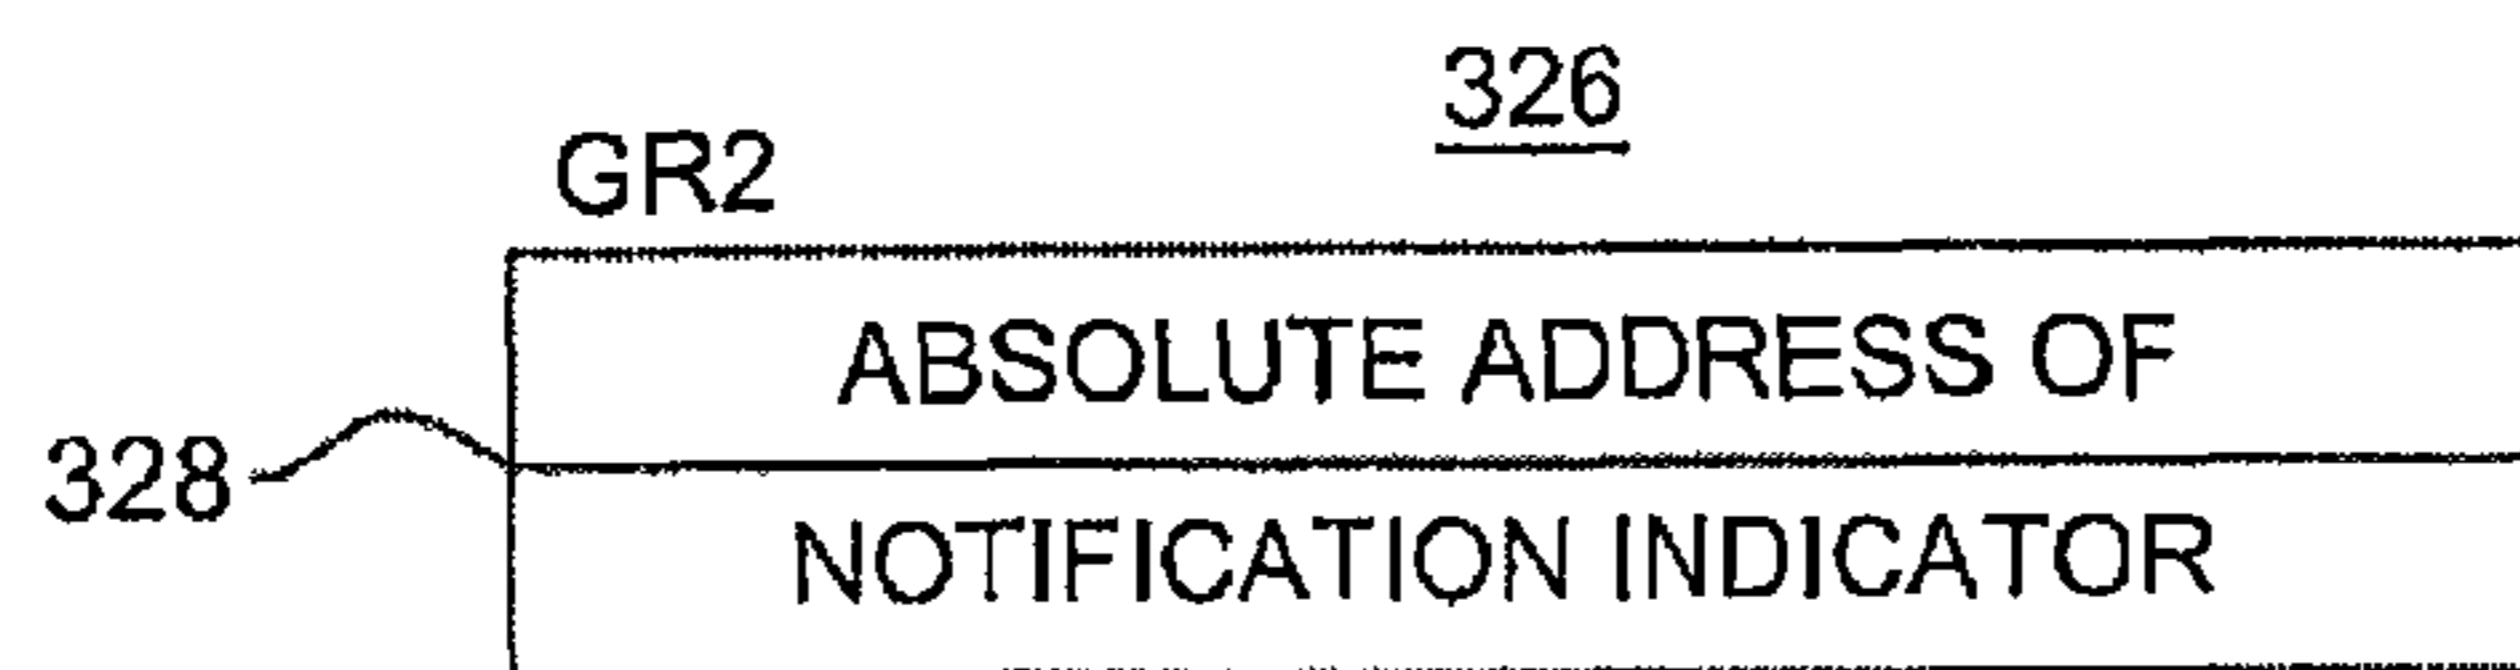 326
GR2
ABSOLUTE ADDRESS OF
328
NOTIFICATION INDICATOR